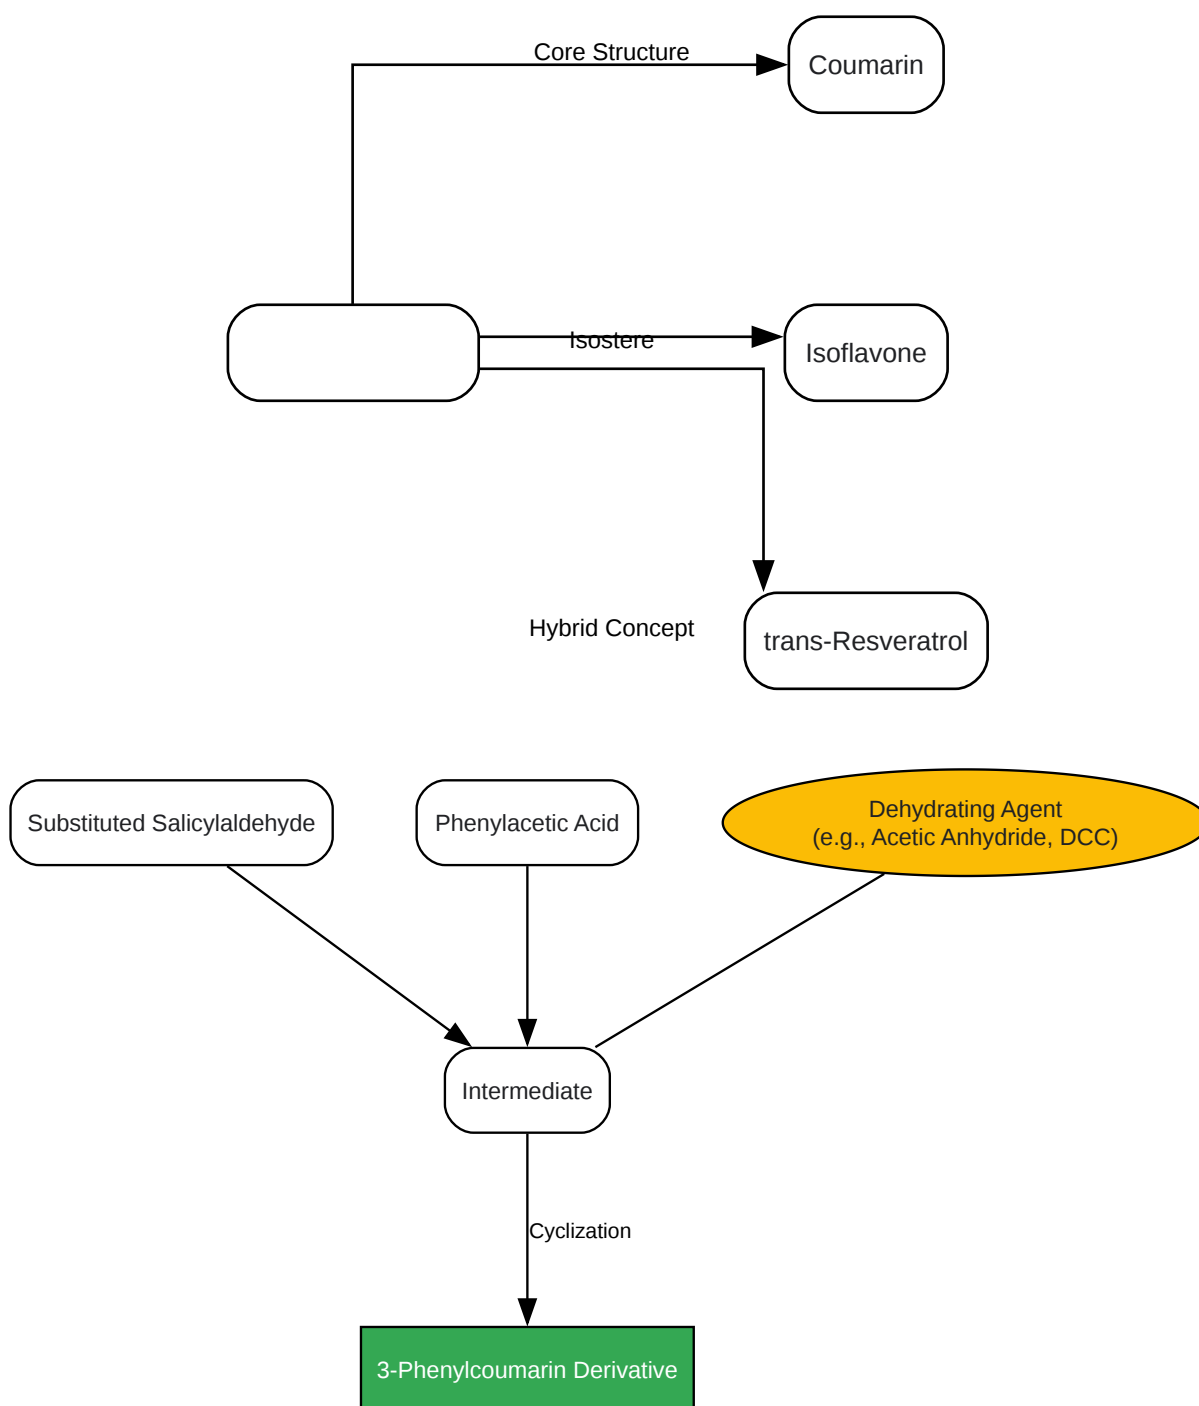 Core Structure
Coumarin
Isostere
Isoflavone
Hybrid Concept
trans-Resveratrol
Substituted Salicylaldehyde
Phenylacetic Acid
Dehydrating Agent
(e.g., Acetic Anhydride, DCC)
Intermediate
Cyclization
3-Phenylcoumarin Derivative